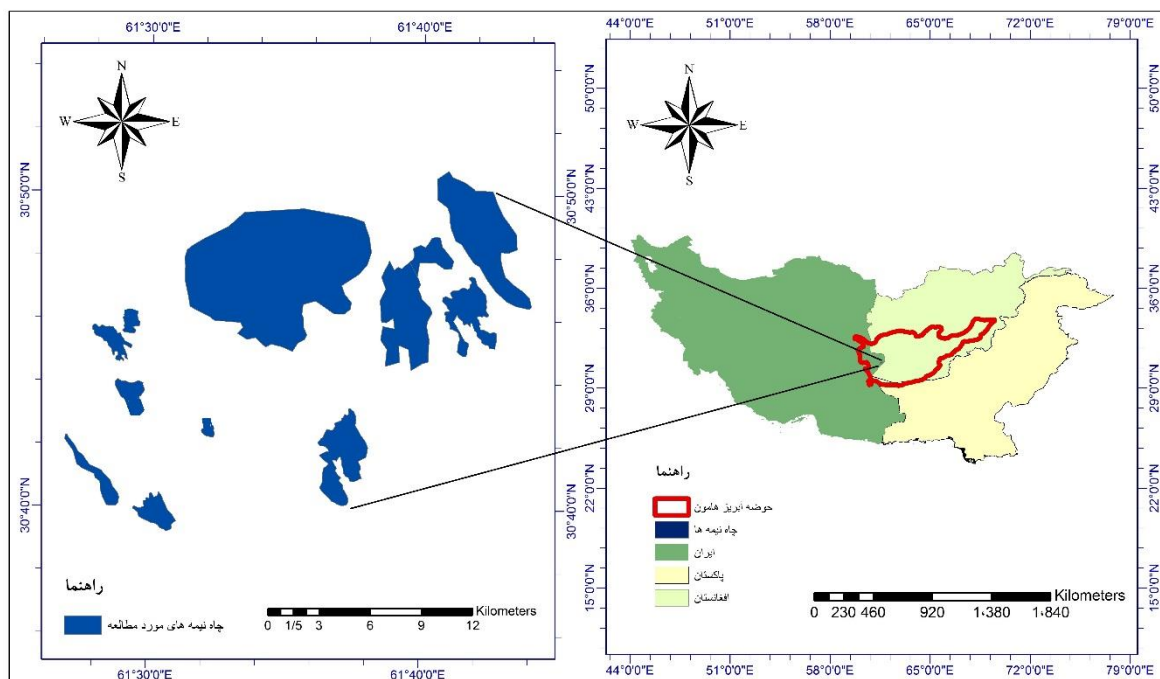 61°30'0"E 61°40'0"E
30°50'0"N 30°50'0"N
30°40'0"N 30°40'0"N
61°30'0"E 61°40'0"E
N
W E
S
راهنما
چاه نیمه های مورد مطالعه
Kilometers
0 1/5 3 6 9 12
44°0'0"E 51°0'0"E 58°0'0"E 65°0'0"E 72°0'0"E 79°0'0"E
50°0'0"N 50°0'0"N
43°0'0"N 43°0'0"N
36°0'0"N 36°0'0"N
29°0'0"N 29°0'0"N
22°0'0"N 22°0'0"N
15°0'0"N 15°0'0"N
44°0'0"E 51°0'0"E 58°0'0"E 65°0'0"E 72°0'0"E 79°0'0"E
N
W E
S
راهنما
حوضه ابریز هامون
چاه نیمه ها
ایران
پاکستان
افغانستان
Kilometers
0 230 460 920 1،380 1،840